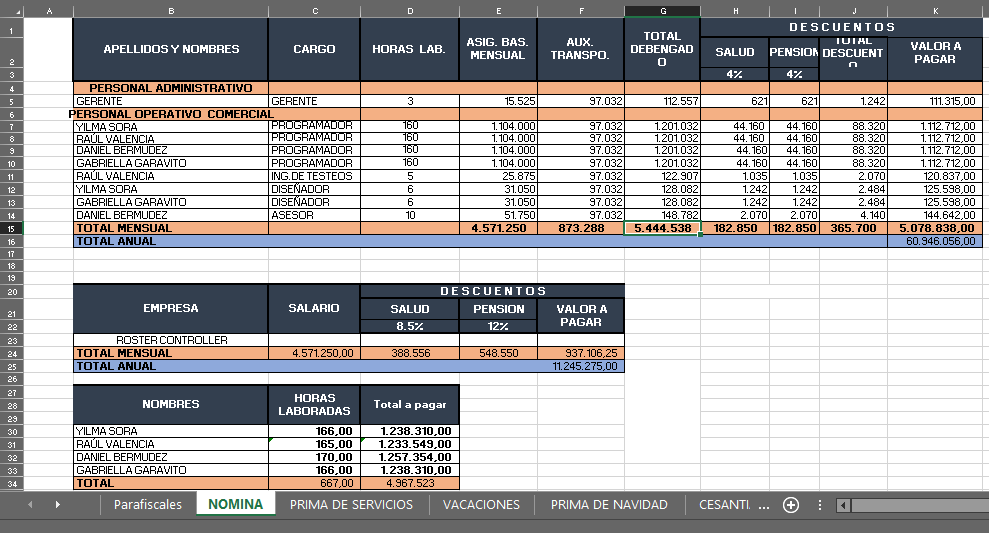 A B C D E F G H I J K
1 APELLIDOS Y NOMBRES CARGO HORAS LAB. ASIG. BAS. MENSUAL AUX. TRANSPO. TOTAL DEBENGADO DESCUENTOS
2 SALUD PENSION TOTAL DESCUENTO VALOR A PAGAR
3 4% 4%
4 PERSONAL ADMINISTRATIVO
5 GERENTE GERENTE 3 15.525 97.032 112.557 621 621 1.242 111.315,00
6 PERSONAL OPERATIVO COMERCIAL
7 YILMA SORA PROGRAMADOR 160 1.104.000 97.032 1.201.032 44.160 44.160 88.320 1.112.712,00
8 RAÚL VALENCIA PROGRAMADOR 160 1.104.000 97.032 1.201.032 44.160 44.160 88.320 1.112.712,00
9 DANIEL BERMUDEZ PROGRAMADOR 160 1.104.000 97.032 1.201.032 44.160 44.160 88.320 1.112.712,00
10 GABRIELLA GARAVITO PROGRAMADOR 160 1.104.000 97.032 1.201.032 44.160 44.160 88.320 1.112.712,00
11 RAÚL VALENCIA ING.DE TESTEOS 5 25.875 97.032 122.907 1.035 1.035 2.070 120.837,00
12 YILMA SORA DISEÑADOR 6 31.050 97.032 128.082 1.242 1.242 2.484 125.598,00
13 GABRIELLA GARAVITO DISEÑADOR 6 31.050 97.032 128.082 1.242 1.242 2.484 125.598,00
14 DANIEL BERMUDEZ ASESOR 10 51.750 97.032 148.782 2.070 2.070 4.140 144.642,00
15 TOTAL MENSUAL 4.571.250 873.288 5.444.538 182.850 182.850 365.700 5.078.838,00
16 TOTAL ANUAL 60.946.056,00
17
18
19
20 DESCUENTOS
21 EMPRESA SALARIO SALUD PENSION VALOR A PAGAR
22 8.5% 12%
23 ROSTER CONTROLLER
24 TOTAL MENSUAL 4.571.250,00 388.556 548.550 937.106,25
25 TOTAL ANUAL 11.245.275,00
26
27
28 NOMBRES HORAS LABORADAS Total a pagar
29
30 YILMA SORA 166,00 1.238.310,00
31 RAÚL VALENCIA 165,00 1.233.549,00
32 DANIEL BERMUDEZ 170,00 1.257.354,00
33 GABRIELLA GARAVITO 166,00 1.238.310,00
34 TOTAL 667,00 4.967.523
Parafiscales NOMINA PRIMA DE SERVICIOS VACACIONES PRIMA DE NAVIDAD CESANTI. ...